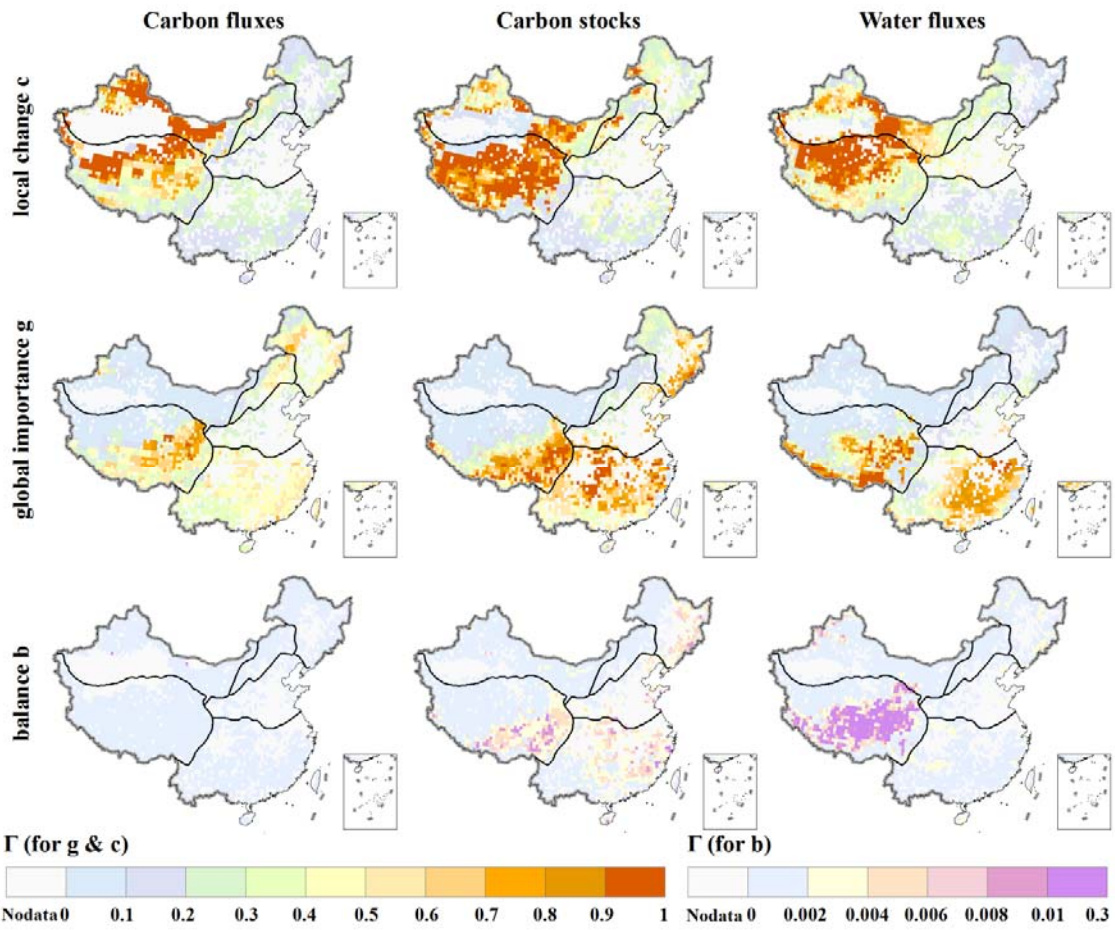 Carbon fluxes Carbon stocks Water fluxes
local change c
global importance g
balance b
Γ (for g & c) Γ (for b)
Nodata 0 0.1 0.2 0.3 0.4 0.5 0.6 0.7 0.8 0.9 1 Nodata 0 0.002 0.004 0.006 0.008 0.01 0.3